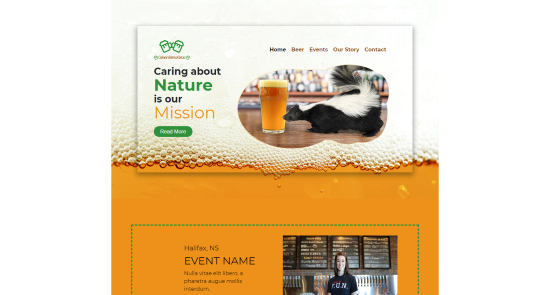 Home Beer Events Our Story Contact
Caring about
Nature
is our
Mission
Read More
Halifax, NS
EVENT NAME
Nulla vitae elit libero, a
pharetra augue mollis
interdum.